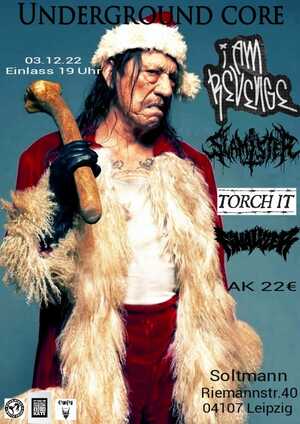 UNDERGROUND CORE
03.12.22
Einlass 19 Uhr
I AM
REVENGE
TORCH IT
AK 22€
Soltmann
Riemannstr.40
04107 Leipzig